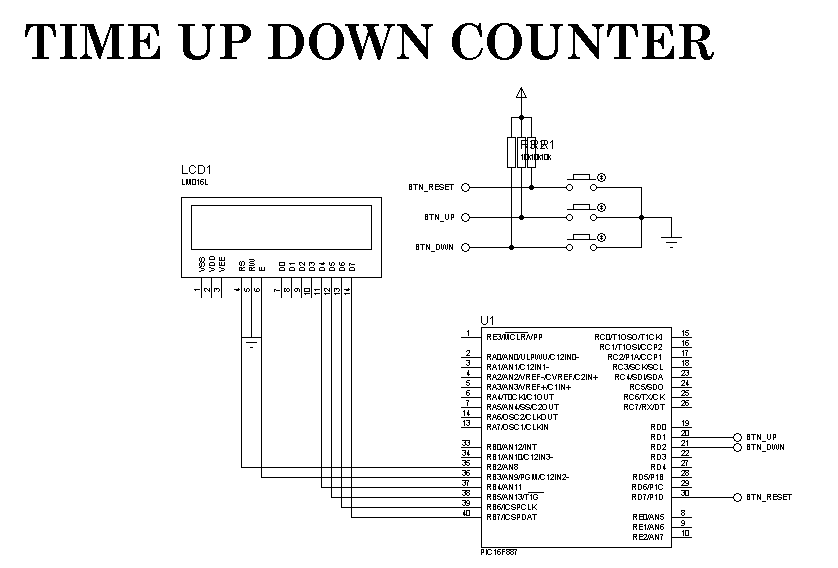 TIME UP DOWN COUNTER
LCD1
LM016L
VSS VDD VEE RS RW E D0 D1 D2 D3 D4 D5 D6 D7
1 2 3 4 5 6 7 8 9 10 11 12 13 14
10k10k10k
BTN_RESET
BTN_UP
BTN_DWN
U1
1 RE3/MCLR/VPP RC0/T1OSO/T1CKI 15
RC1/T1OSI/CCP2 16
2 RA0/AN0/ULPWU/C12IN0- RC2/P1A/CCP1 17
3 RA1/AN1/C12IN1- RC3/SCK/SCL 18
4 RA2/AN2/VREF-/CVREF/C2IN+ RC4/SDI/SDA 23
5 RA3/AN3/VREF+/C1IN+ RC5/SDO 24
6 RA4/T0CKI/C1OUT RC6/TX/CK 25
7 RA5/AN4/SS/C2OUT RC7/RX/DT 26
14 RA6/OSC2/CLKOUT
13 RA7/OSC1/CLKIN RD0 19
RD1 20 BTN_UP
33 RB0/AN12/INT RD2 21 BTN_DWN
34 RB1/AN10/C12IN3- RD3 22
35 RB2/AN8 RD4 27
36 RB3/AN9/PGM/C12IN2- RD5/P1B 28
37 RB4/AN11 RD6/P1C 29
38 RB5/AN13/T1G RD7/P1D 30 BTN_RESET
39 RB6/ICSPCLK
40 RB7/ICSPDAT RE0/AN5 8
RE1/AN6 9
RE2/AN7 10
PIC16F887